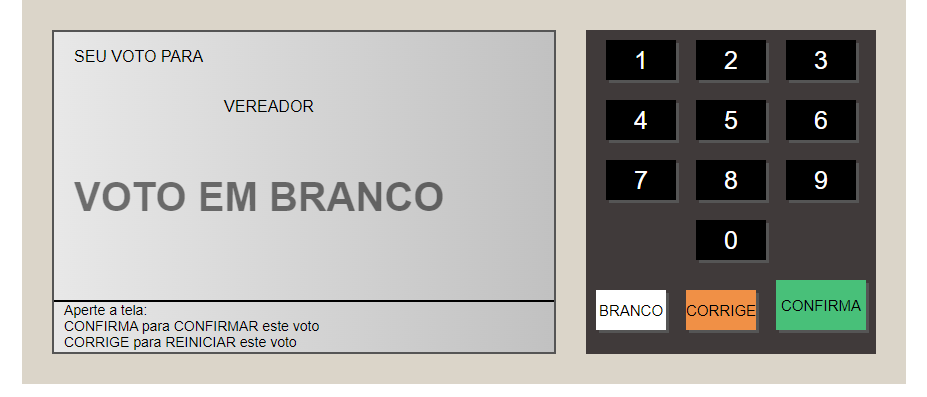 SEU VOTO PARA
VEREADOR
VOTO EM BRANCO
Aperte a tela:
CONFIRMA para CONFIRMAR este voto
CORRIGE para REINICIAR este voto
1 2 3
4 5 6
7 8 9
0
BRANCO CORRIGE CONFIRMA